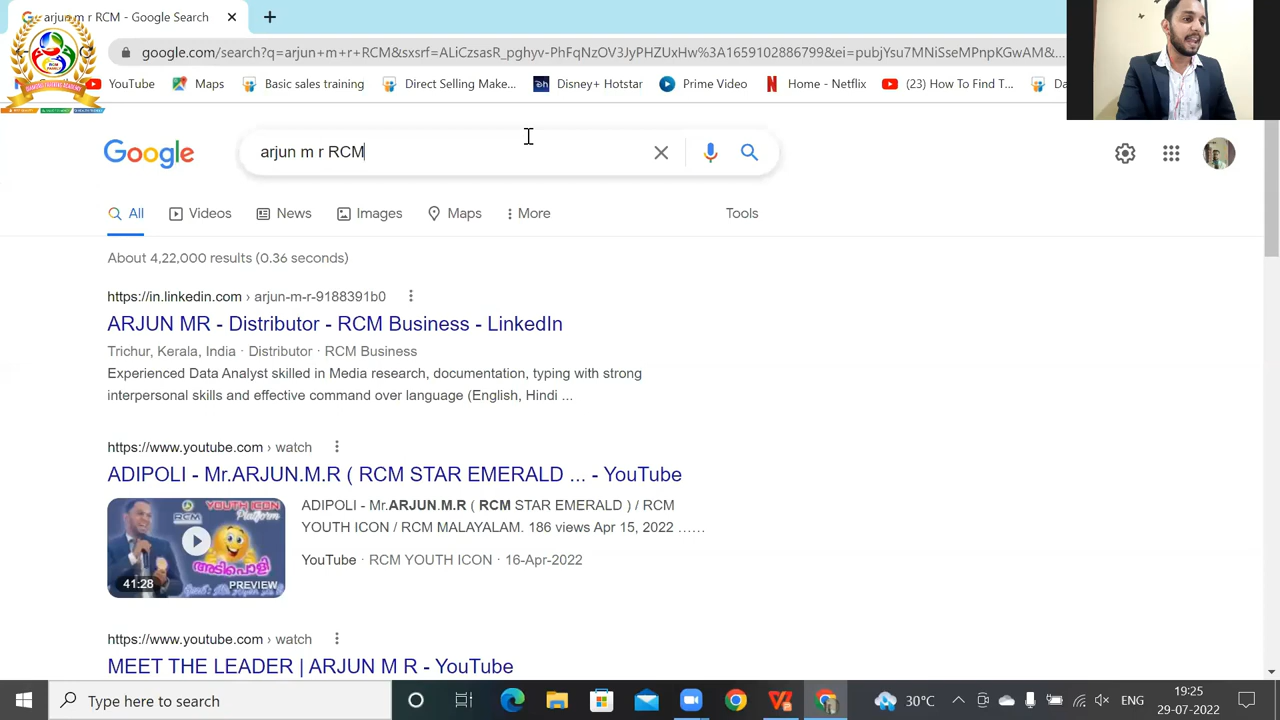 arjun m r RCM - Google Search
google.com/search?q=arjun+m+r+RCM&sxsrf=ALiCzsasR_pghyv-PhFqNzOV3JyPHZUxHw%3A1659102886799&ei=pubjYsu7MNiSseMPnpKGwAM&...
YouTube
Maps
Basic sales training
Direct Selling Make...
Disney+ Hotstar
Prime Video
Home - Netflix
(23) How To Find T...
Da
Google
arjun m r RCM
All
Videos
News
Images
Maps
More
Tools
About 4,22,000 results (0.36 seconds)
https://in.linkedin.com › arjun-m-r-9188391b0
ARJUN MR - Distributor - RCM Business - LinkedIn
Trichur, Kerala, India · Distributor · RCM Business
Experienced Data Analyst skilled in Media research, documentation, typing with strong
interpersonal skills and effective command over language (English, Hindi ...
https://www.youtube.com › watch
ADIPOLI - Mr.ARJUN.M.R ( RCM STAR EMERALD ... - YouTube
RCM
YOUTH ICON
Platform
അടിപൊളി
41:28
PREVIEW
ADIPOLI - Mr.ARJUN.M.R ( RCM STAR EMERALD ) / RCM
YOUTH ICON / RCM MALAYALAM. 186 views Apr 15, 2022 ……
YouTube · RCM YOUTH ICON · 16-Apr-2022
https://www.youtube.com › watch
MEET THE LEADER | ARJUN M R - YouTube
Type here to search
30°C
ENG
19:25
29-07-2022